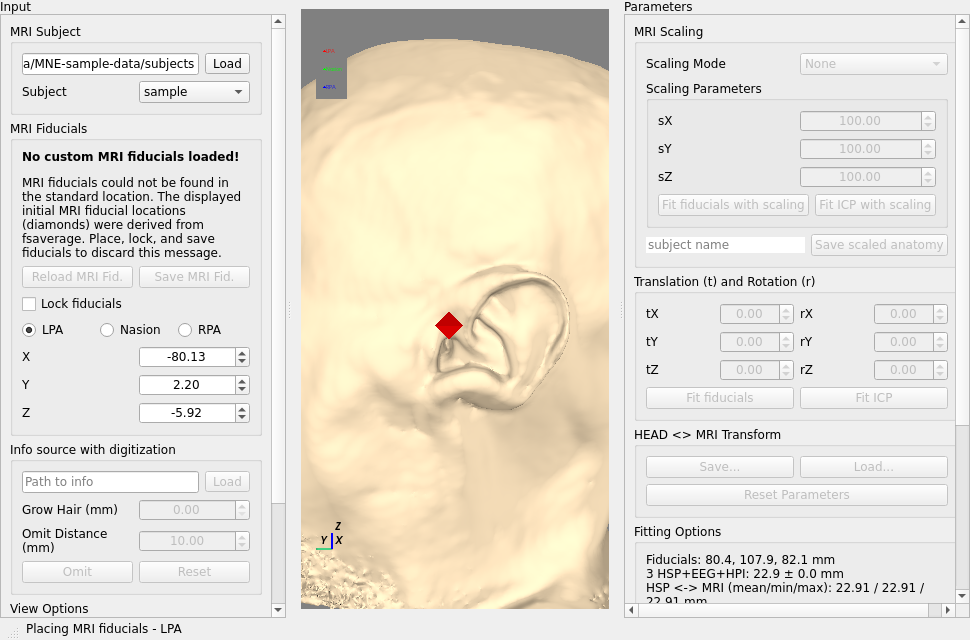 Input
MRI Subject
a/MNE-sample-data/subjects Load
Subject sample
MRI Fiducials
No custom MRI fiducials loaded!
MRI fiducials could not be found in
the standard location. The displayed
initial MRI fiducial locations
(diamonds) were derived from
fsaverage. Place, lock, and save
fiducials to discard this message.
Reload MRI Fid. Save MRI Fid.
Lock fiducials
LPA Nasion RPA
X -80.13
Y 2.20
Z -5.92
Info source with digitization
Path to info Load
Grow Hair (mm) 0.00
Omit Distance
(mm) 10.00
Omit Reset
View Options
Placing MRI fiducials - LPA
LPA
RPA
Z
Y X
Parameters
MRI Scaling
Scaling Mode None
Scaling Parameters
sX 100.00
sY 100.00
sZ 100.00
Fit fiducials with scaling Fit ICP with scaling
subject name Save scaled anatomy
Translation (t) and Rotation (r)
tX 0.00 rX 0.00
tY 0.00 rY 0.00
tZ 0.00 rZ 0.00
Fit fiducials Fit ICP
HEAD <> MRI Transform
Save... Load...
Reset Parameters
Fitting Options
Fiducials: 80.4, 107.9, 82.1 mm
3 HSP+EEG+HPI: 22.9 ± 0.0 mm
HSP <-> MRI (mean/min/max): 22.91 / 22.91 /
22.91 mm